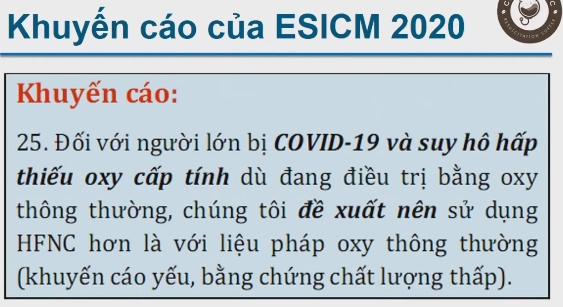 Khuyến cáo của ESICM 2020
Khuyến cáo:
25. Đối với người lớn bị COVID-19 và suy hô hấp
thiếu oxy cấp tính dù đang điều trị bằng oxy
thông thường, chúng tôi đề xuất nên sử dụng
HFNC hơn là với liệu pháp oxy thông thường
(khuyến cáo yếu, bằng chứng chất lượng thấp).